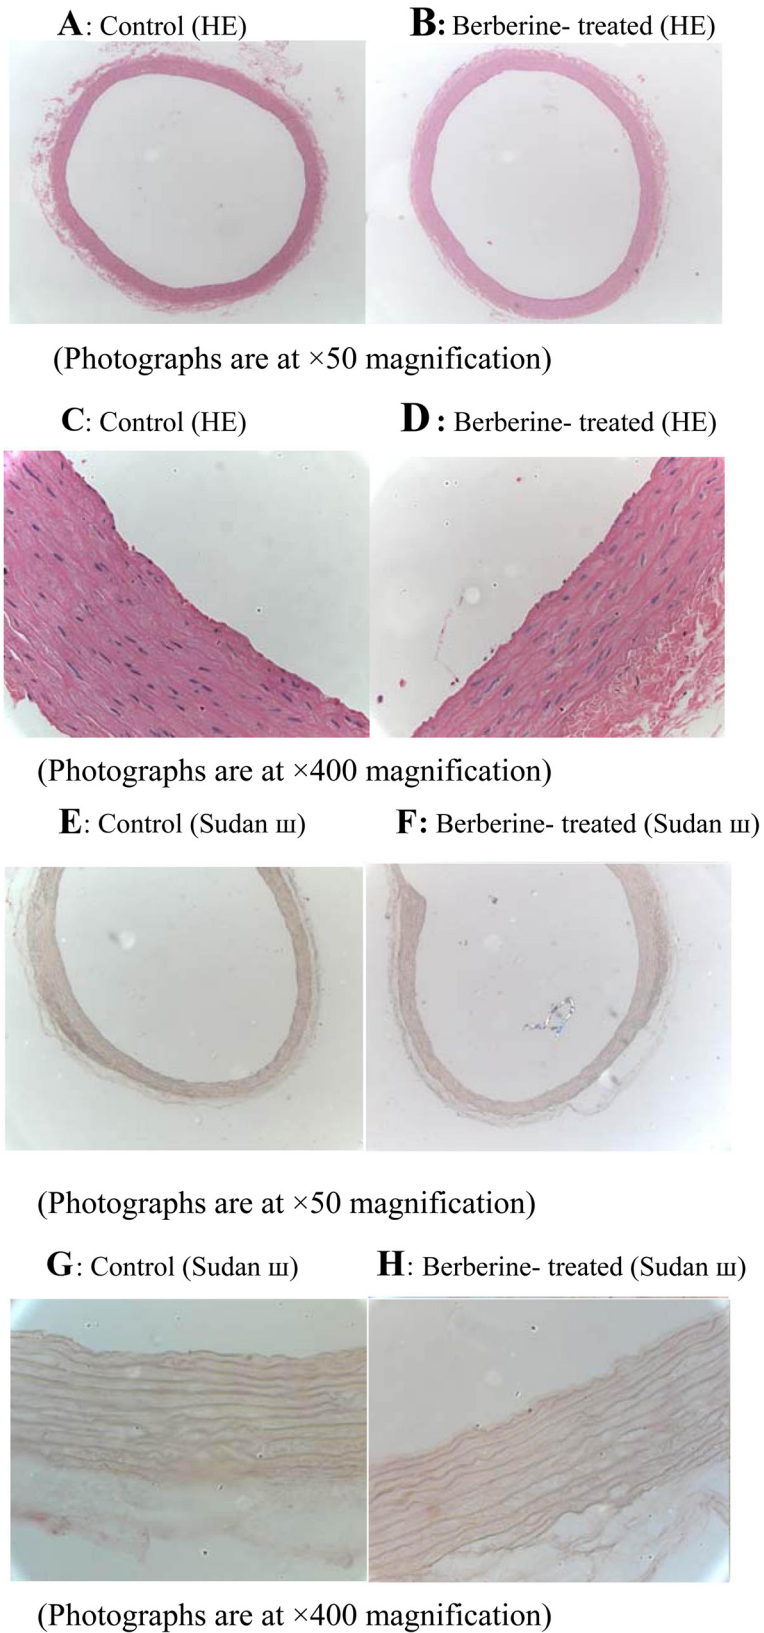 A: Control (HE)
B: Berberine- treated (HE)
(Photographs are at ×50 magnification)
C: Control (HE)
D: Berberine- treated (HE)
(Photographs are at ×400 magnification)
E: Control (Sudan ш)
F: Berberine- treated (Sudan ш)
(Photographs are at ×50 magnification)
G: Control (Sudan ш)
H: Berberine- treated (Sudan ш)
(Photographs are at ×400 magnification)